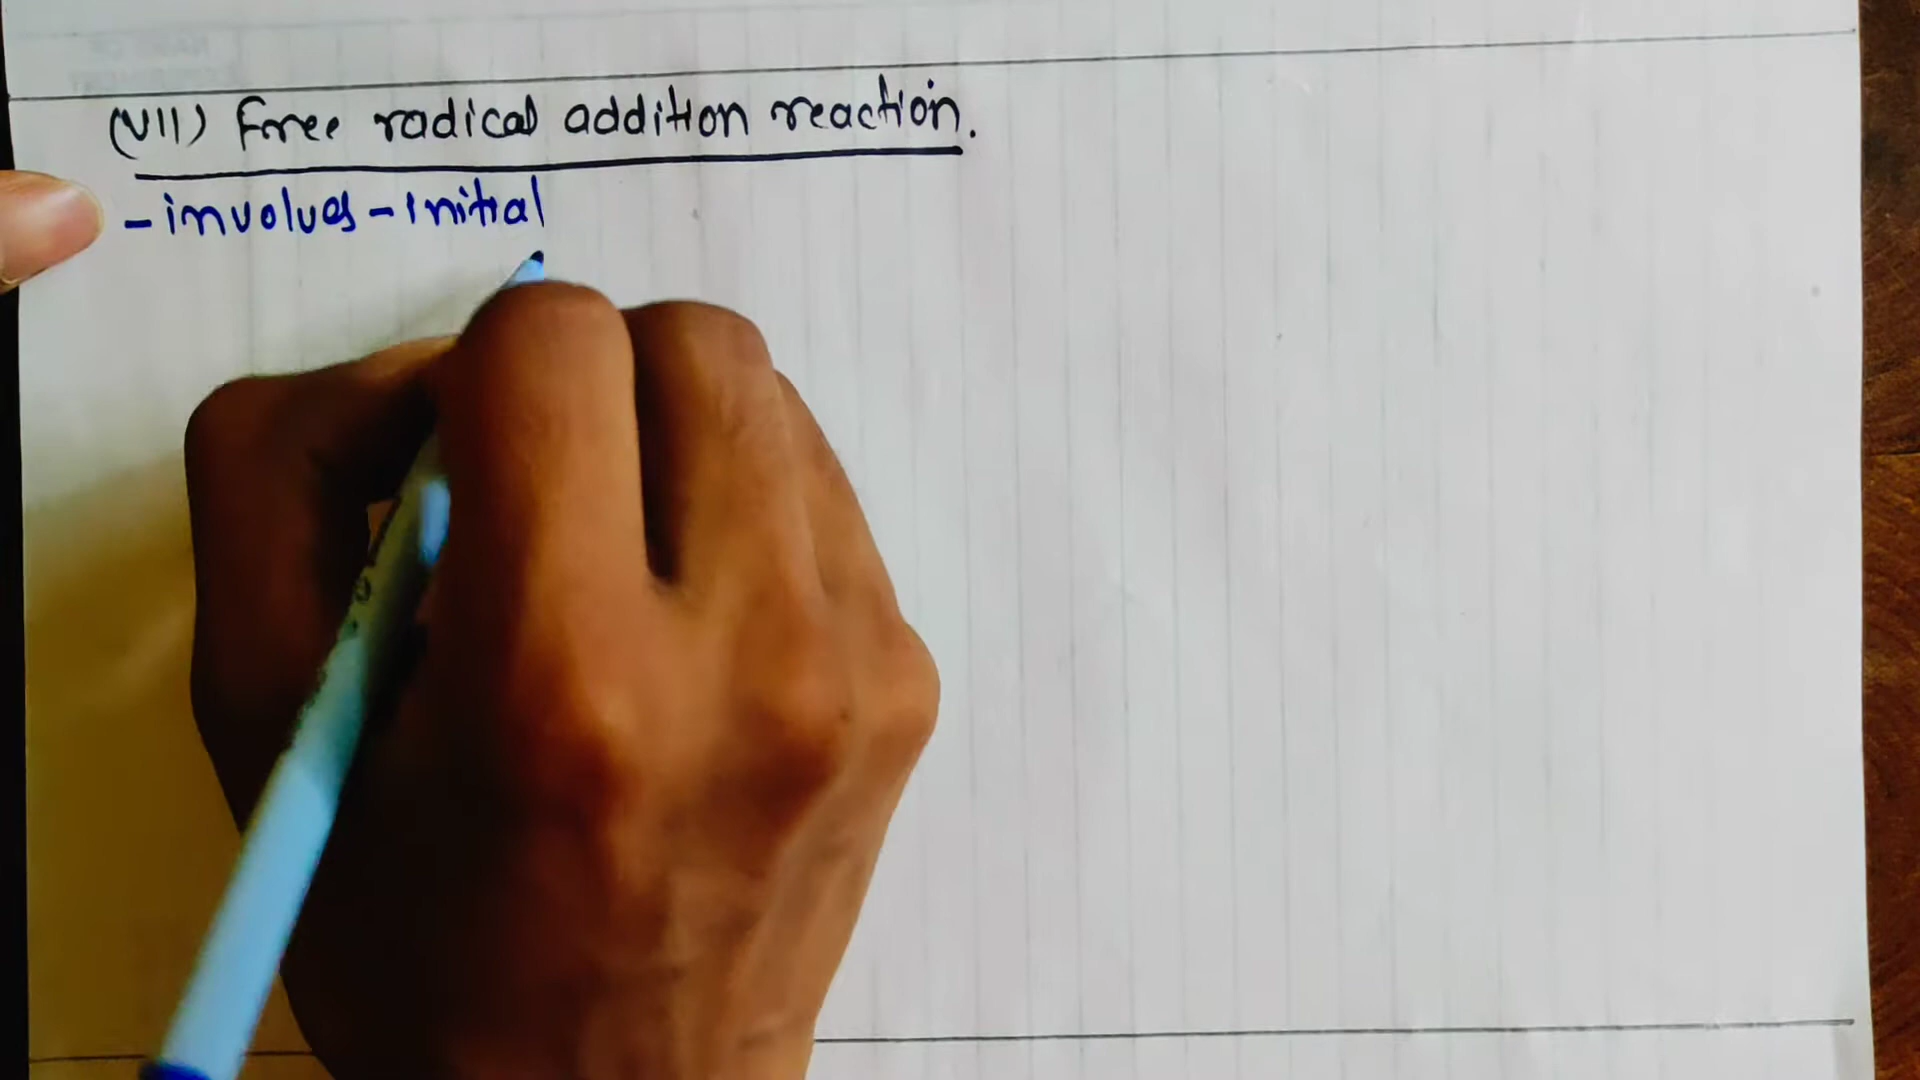 (VII) Free radical addition reaction.
- involves - Initial